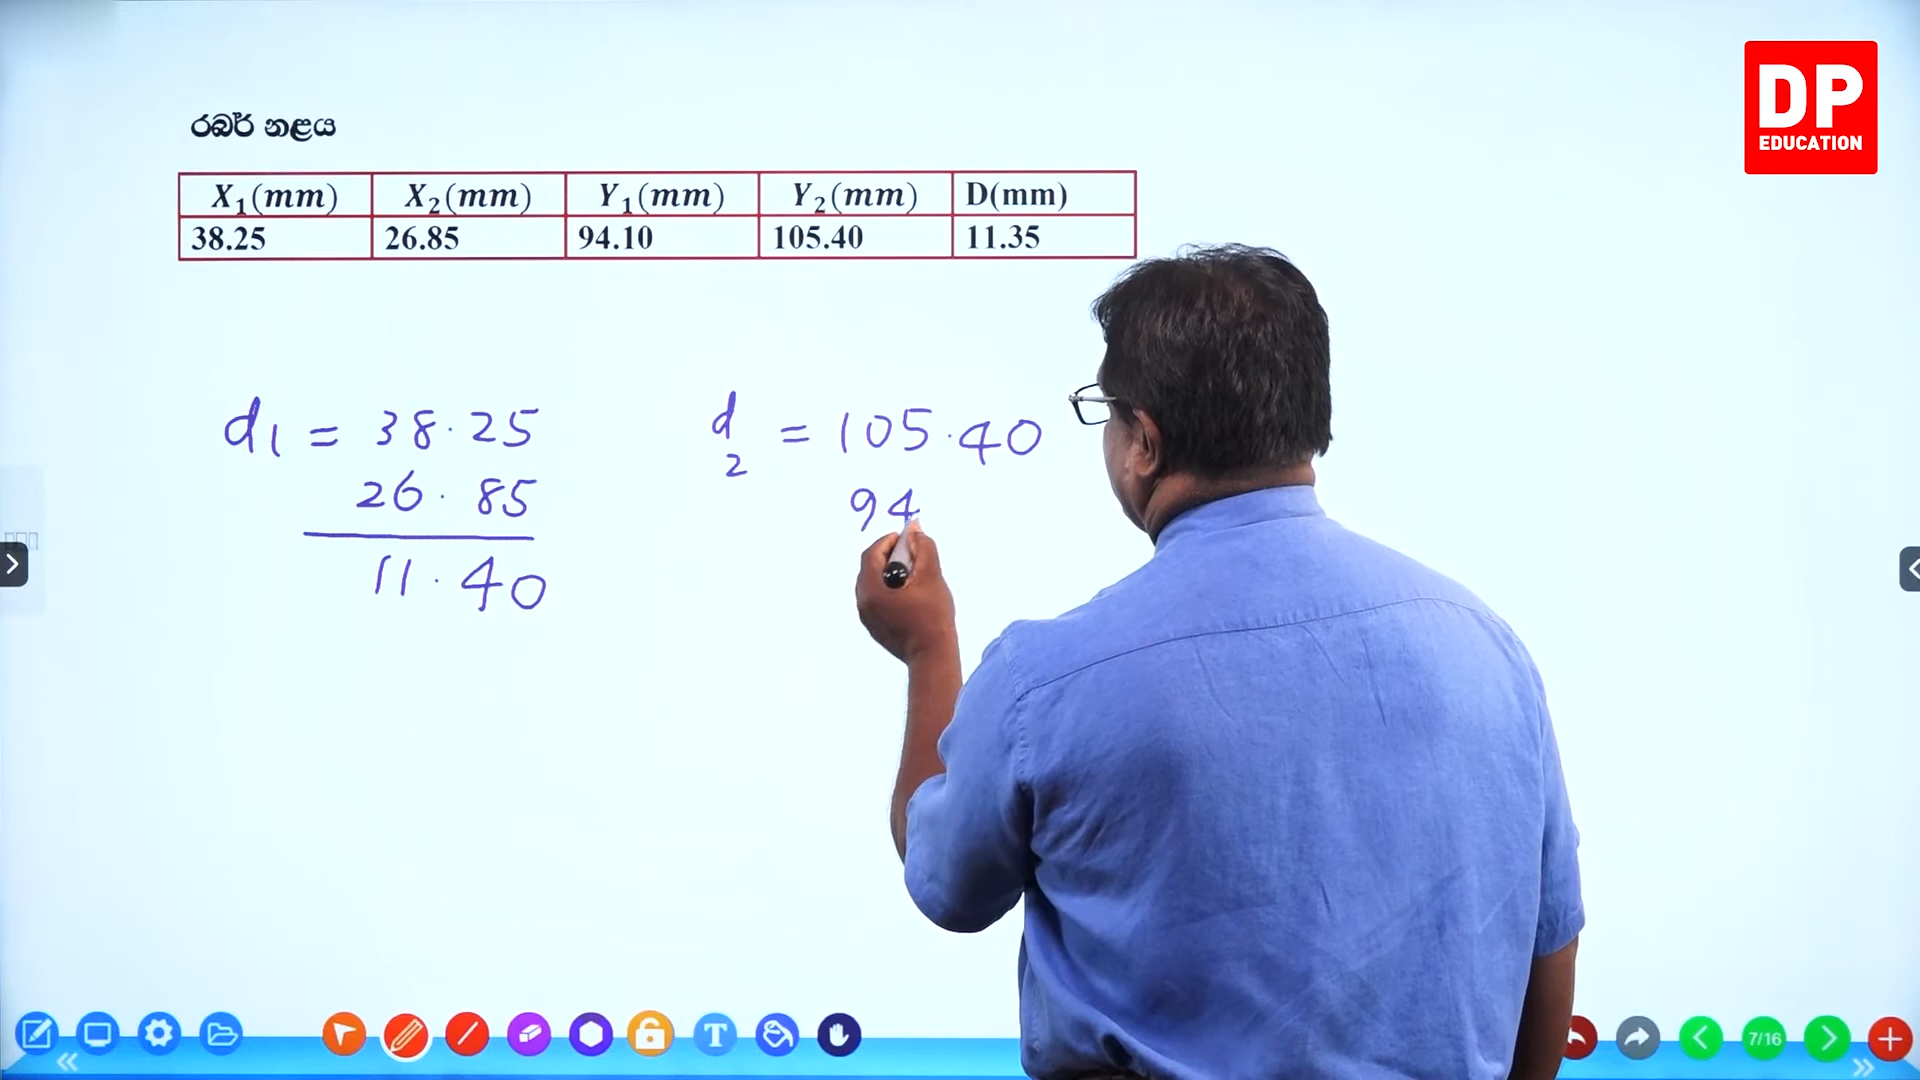 DP
EDUCATION
රබර් නළය
X₁(mm) X₂(mm) Y₁(mm) Y₂(mm) D(mm)
38.25 26.85 94.10 105.40 11.35
d₁ = 38.25
26.85
11.40
d₂ = 105.40
94
T
7/16